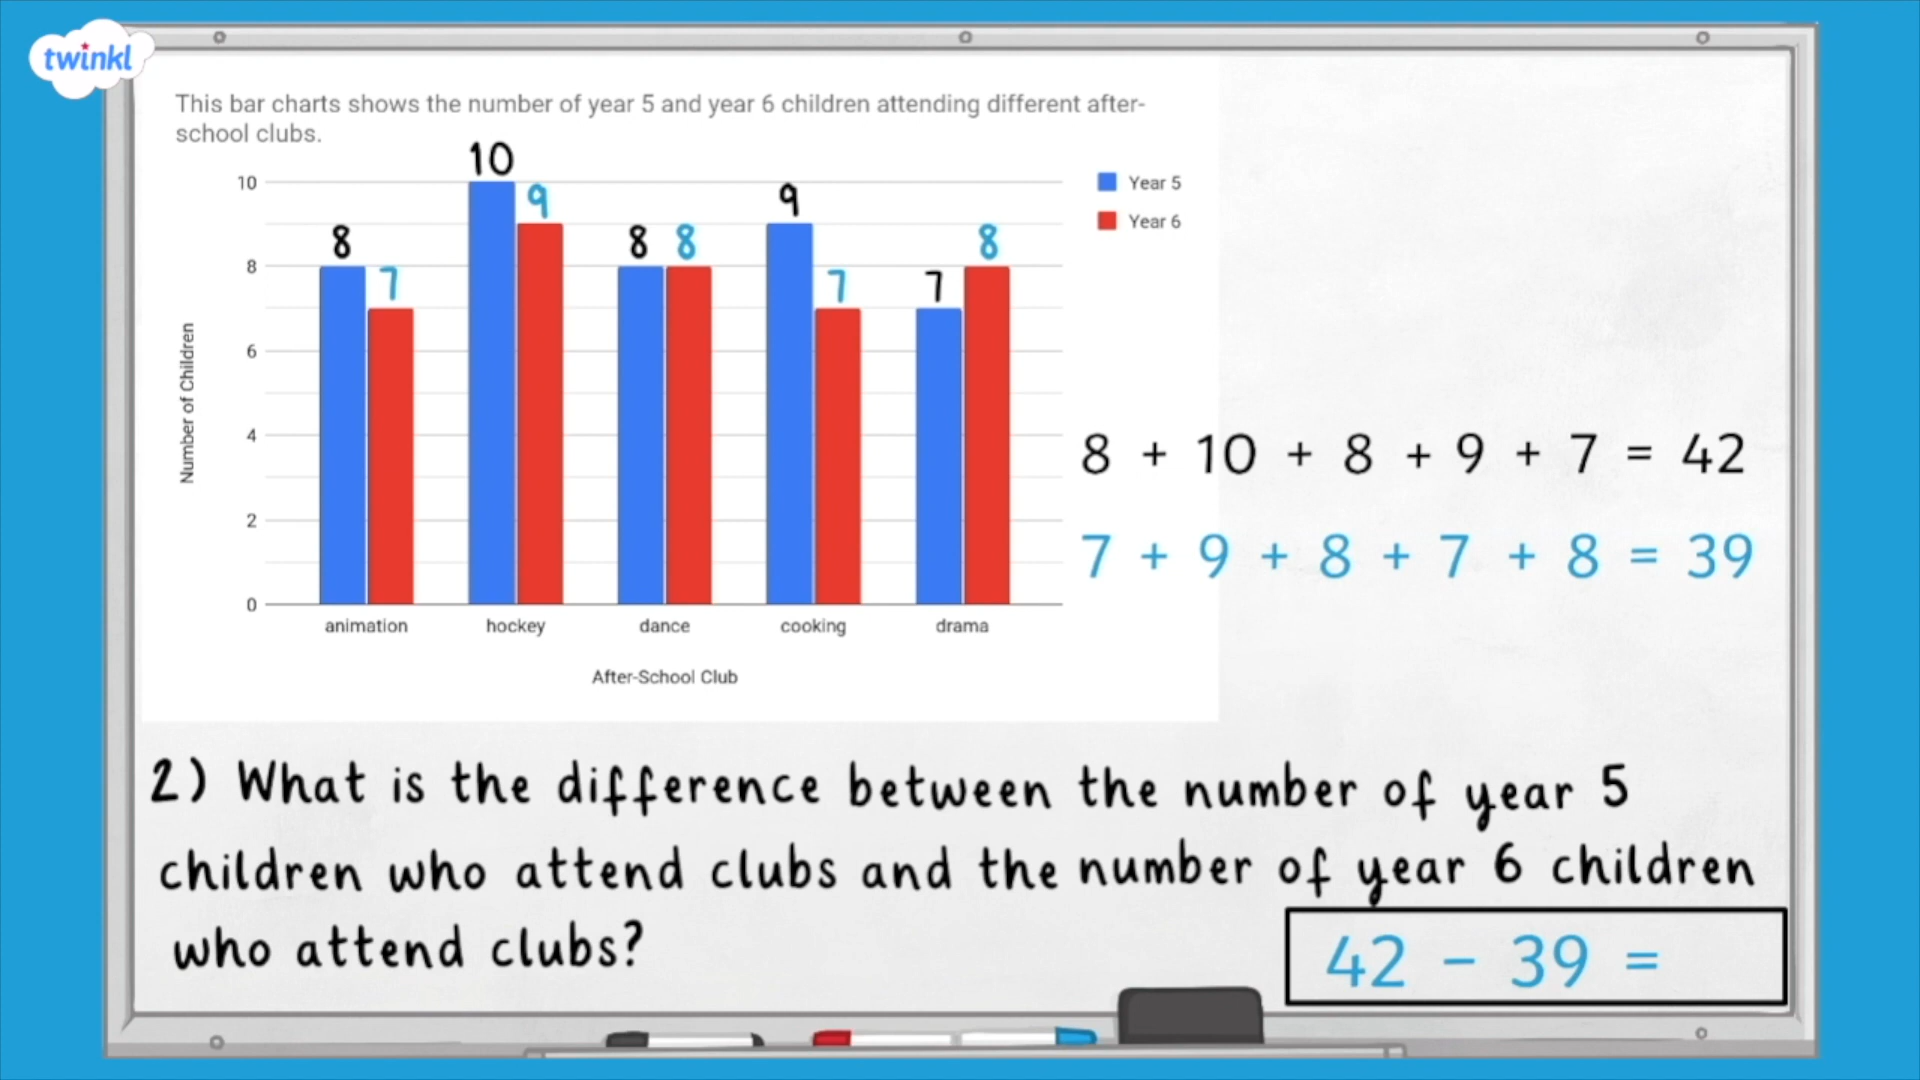 twinkl
This bar charts shows the number of year 5 and year 6 children attending different after-
school clubs.
10
9
8
7
8
8
9
7
7
8
Year 5
Year 6
10
8
6
4
2
0
Number of Children
animation
hockey
dance
cooking
drama
After-School Club
8 + 10 + 8 + 9 + 7 = 42
7 + 9 + 8 + 7 + 8 = 39
2) What is the difference between the number of year 5
children who attend clubs and the number of year 6 children
who attend clubs?
42 - 39 =